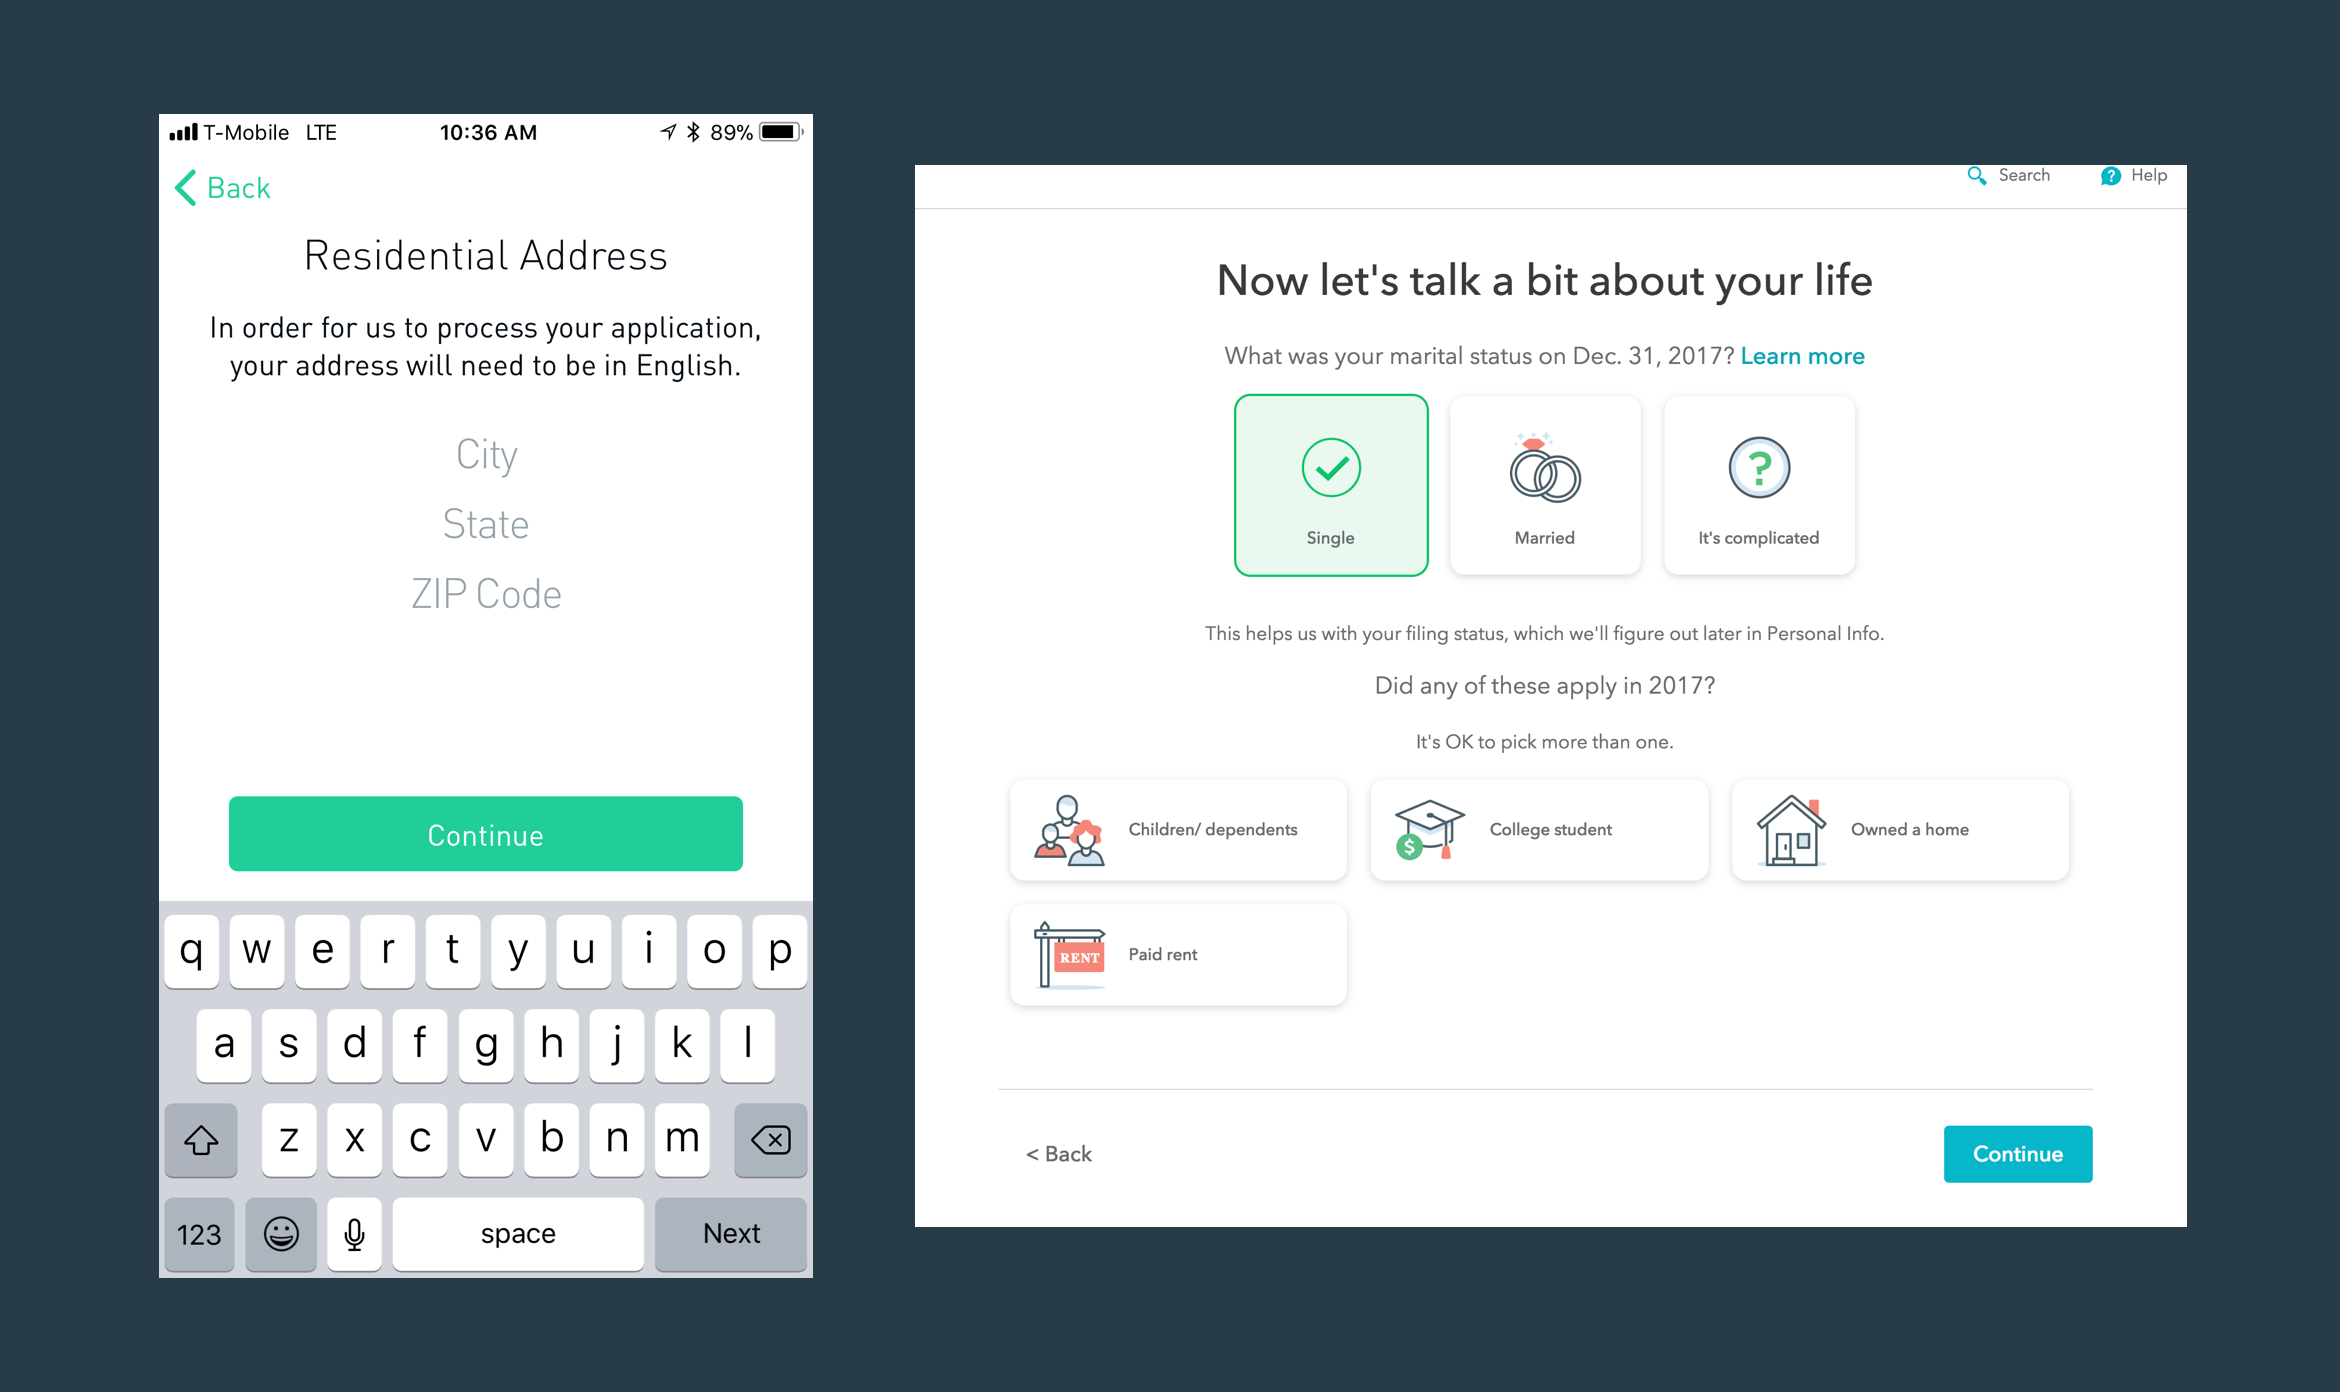 T-Mobile LTE 10:36 AM 89%
Back
Residential Address
In order for us to process your application,
your address will need to be in English.
City
State
ZIP Code
Continue
q w e r t y u i o p
a s d f g h j k l
z x c v b n m
123 space Next
Search ? Help
Now let's talk a bit about your life
What was your marital status on Dec. 31, 2017? Learn more
?
Single Married It's complicated
This helps us with your filing status, which we'll figure out later in Personal Info.
Did any of these apply in 2017?
It's OK to pick more than one.
Children/ dependents $ College student Owned a home
RENT Paid rent
< Back Continue